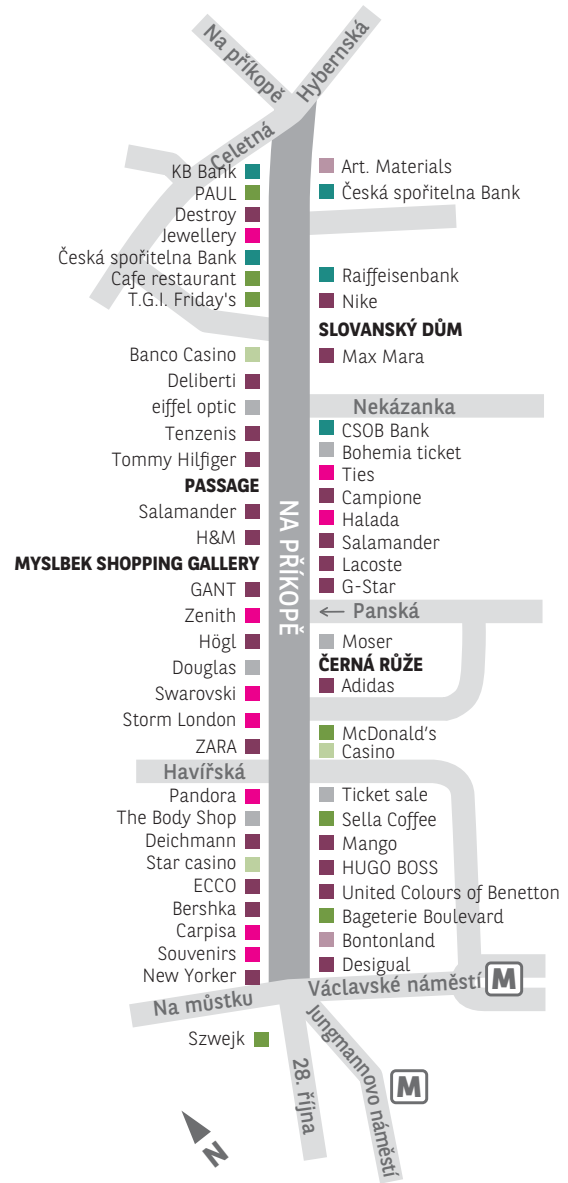 Na příkopě
Hybernská
Celetná
KB Bank
PAUL
Destroy
Jewellery
Česká spořitelna Bank
Cafe restaurant
T.G.I. Friday's
Banco Casino
Deliberti
eiffel optic
Tenzenis
Tommy Hilfiger
PASSAGE
Salamander
H&M
MYSLBEK SHOPPING GALLERY
GANT
Zenith
Högl
Douglas
Swarovski
Storm London
ZARA
Havířská
Pandora
The Body Shop
Deichmann
Star casino
ECCO
Bershka
Carpisa
Souvenirs
New Yorker
Na můstku
Szwejk
NA PŘÍKOPĚ
Art. Materials
Česká spořitelna Bank
Raiffeisenbank
Nike
SLOVANSKÝ DŮM
Max Mara
Nekázanka
CSOB Bank
Bohemia ticket
Ties
Campione
Halada
Salamander
Lacoste
G-Star
← Panská
Moser
ČERNÁ RŮŽE
Adidas
McDonald's
Casino
Ticket sale
Sella Coffee
Mango
HUGO BOSS
United Colours of Benetton
Bageterie Boulevard
Bontonland
Desigual
Václavské náměstí
M
28. října
Jungmannovo náměstí
M
N